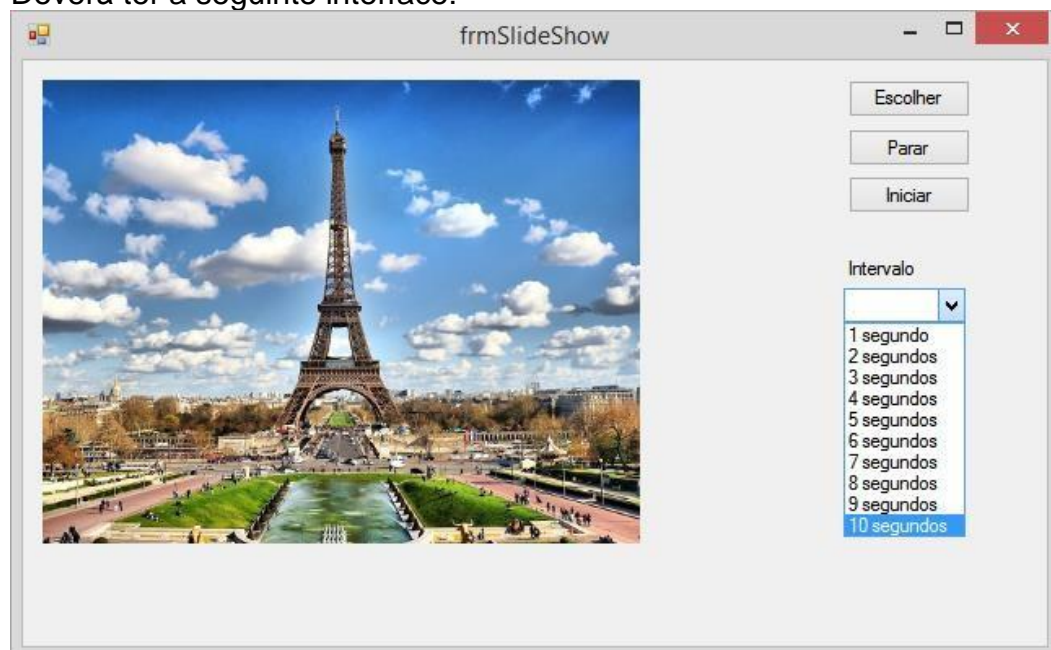 Deverá ter a seguinte interface:
frmSlideShow
Escolher
Parar
Iniciar
Intervalo
1 segundo
2 segundos
3 segundos
4 segundos
5 segundos
6 segundos
7 segundos
8 segundos
9 segundos
10 segundos